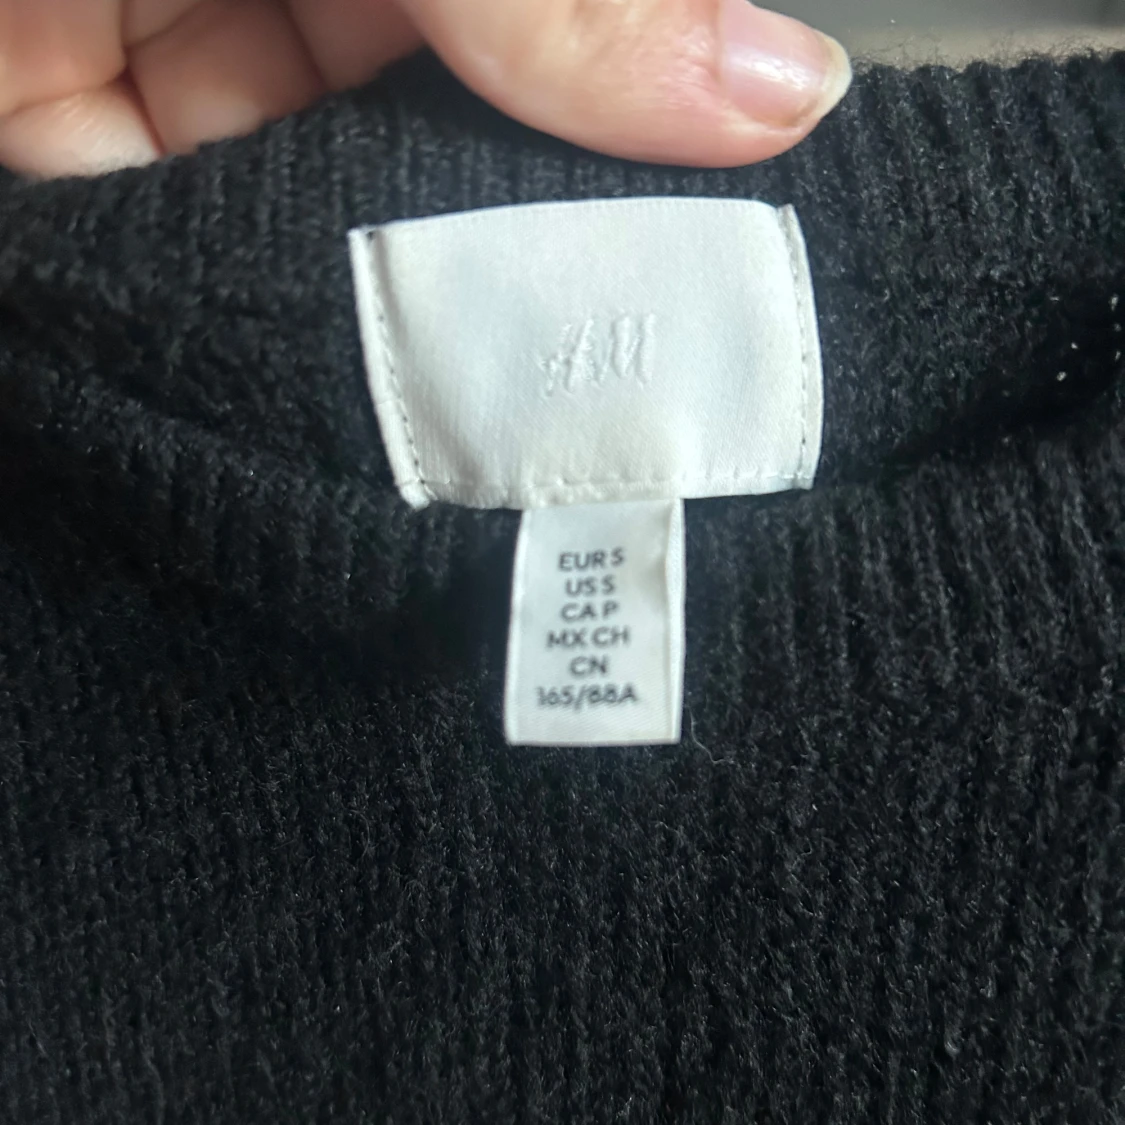 H&M
EUR S
US S
CA P
MX CH
CN
165/88A